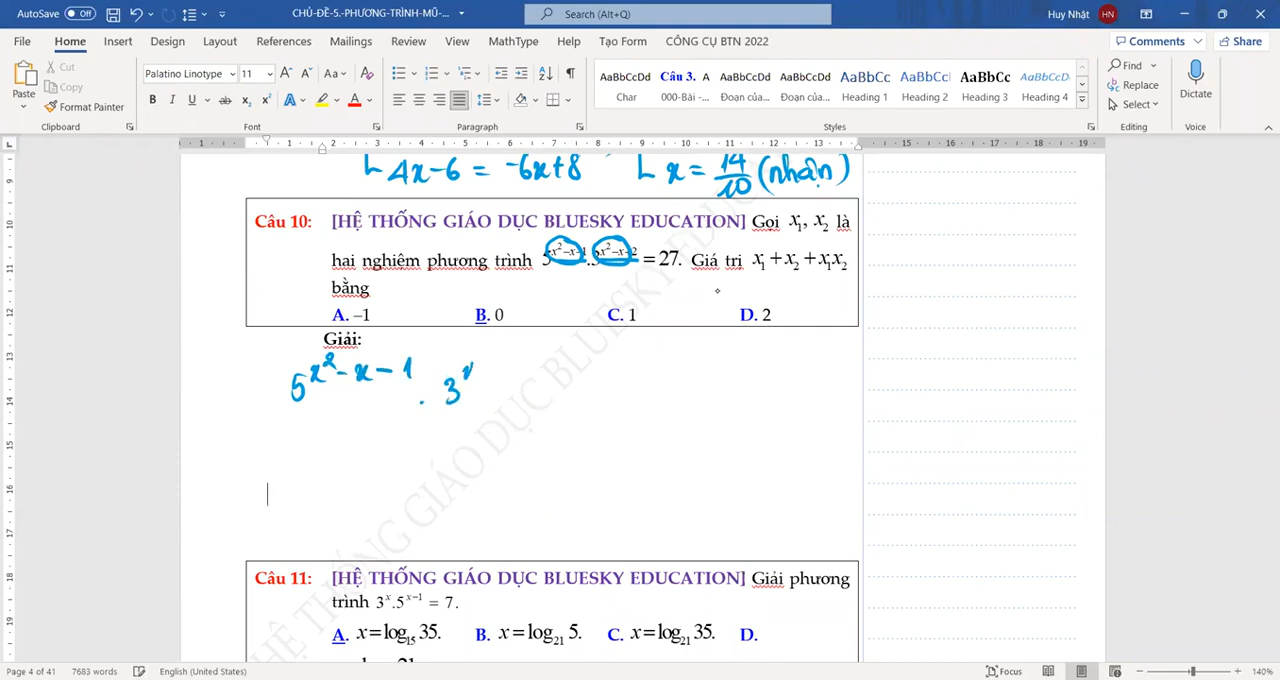 AutoSave Off CHỦ-ĐỀ-5.-PHƯƠNG-TRÌNH-MŨ-... Search (Alt+Q) Huy Nhật HN
File Home Insert Design Layout References Mailings Review View MathType Help Tạo Form CÔNG CỤ BTN 2022 Comments Share
Paste Cut Copy Format Painter Clipboard
Palatino Linotype 11 Font
Paragraph
AaBbCcDd Char Câu 3. A 000-Bài -... AaBbCcDd Đoạn của... AaBbCcDd Đoạn của... AaBbCc Heading 1 AaBbCcI Heading 2 AaBbCc Heading 3 AaBbCcD Heading 4 Styles
Find Replace Select Editing
Dictate Voice
4x-6 = -6x+8 x = 14/10 (nhận)
Câu 10: [HỆ THỐNG GIÁO DỤC BLUESKY EDUCATION] Gọi x₁, x₂ là
hai nghiệm phương trình 5^(x²-x-1).3^(x²-x+2) = 27. Giá trị x₁ + x₂ + x₁x₂
bằng
A. –1 B. 0 C. 1 D. 2
Giải:
5^(x²-x-1) . 3
Câu 11: [HỆ THỐNG GIÁO DỤC BLUESKY EDUCATION] Giải phương
trình 3^x.5^(x-1) = 7.
A. x = log₁₅ 35. B. x = log₂₁ 5. C. x = log₂₁ 35. D.
HỆ THỐNG GIÁO DỤC BLUESKY EDUCATION
Page 4 of 41 7683 words English (United States) Focus 140%